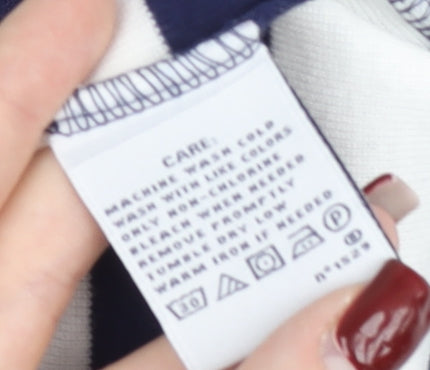 CARE:
MACHINE WASH COLD
WASH WITH LIKE COLORS
ONLY NON-CHLORINE
BLEACH WHEN NEEDED
REMOVE PROMPTLY
TUMBLE DRY LOW
WARM IRON IF NEEDED
30 P
n°1529